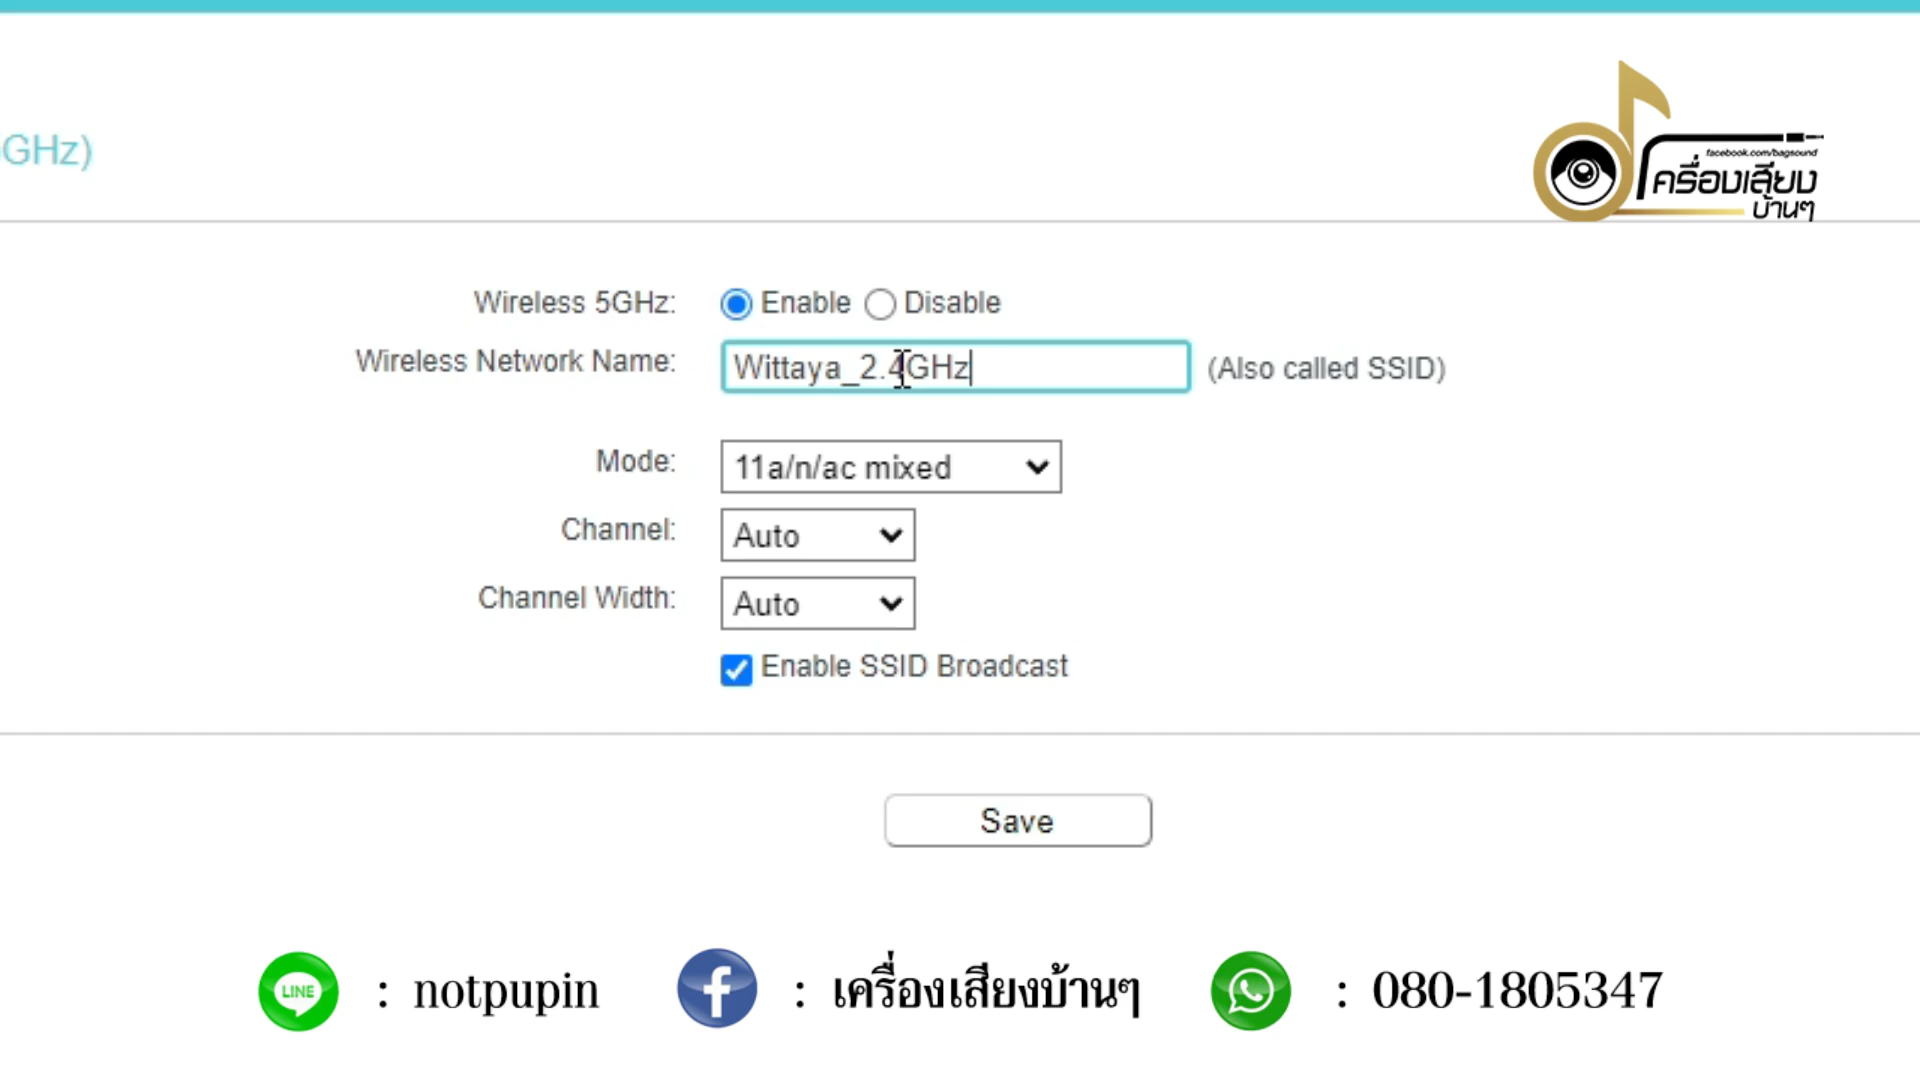 GHz)
facebook.com/bagsound
เครื่องเสียง
บ้านๆ
Wireless 5GHz: Enable Disable
Wireless Network Name: Wittaya_2.4GHz (Also called SSID)
Mode: 11a/n/ac mixed
Channel: Auto
Channel Width: Auto
Enable SSID Broadcast
Save
LINE : notpupin f : เครื่องเสียงบ้านๆ : 080-1805347